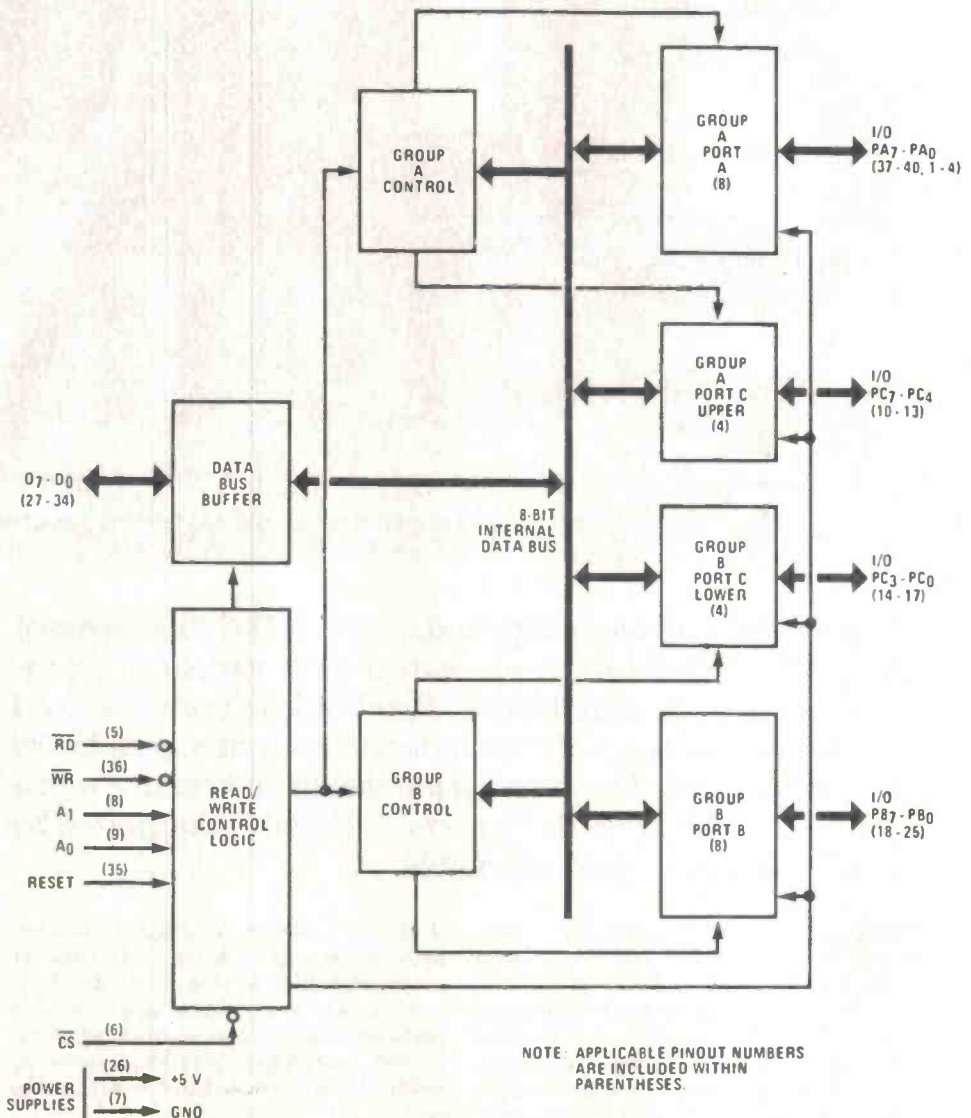 GROUP
A
CONTROL
GROUP
A
PORT
A
(8)
I/O
PA7 - PA0
(37 - 40, 1 - 4)
GROUP
A
PORT C
UPPER
(4)
I/O
PC7 - PC4
(10 - 13)
D7 - D0
(27 - 34)
DATA
BUS
BUFFER
8-BIT
INTERNAL
DATA BUS
GROUP
B
PORT C
LOWER
(4)
I/O
PC3 - PC0
(14 - 17)
RD (5)
WR (36)
A1 (8)
A0 (9)
RESET (35)
READ/
WRITE
CONTROL
LOGIC
GROUP
B
CONTROL
GROUP
B
PORT B
(8)
I/O
PB7 - PB0
(18 - 25)
CS (6)
POWER
SUPPLIES
(26) +5 V
(7) GND
NOTE: APPLICABLE PINOUT NUMBERS
ARE INCLUDED WITHIN
PARENTHESES.